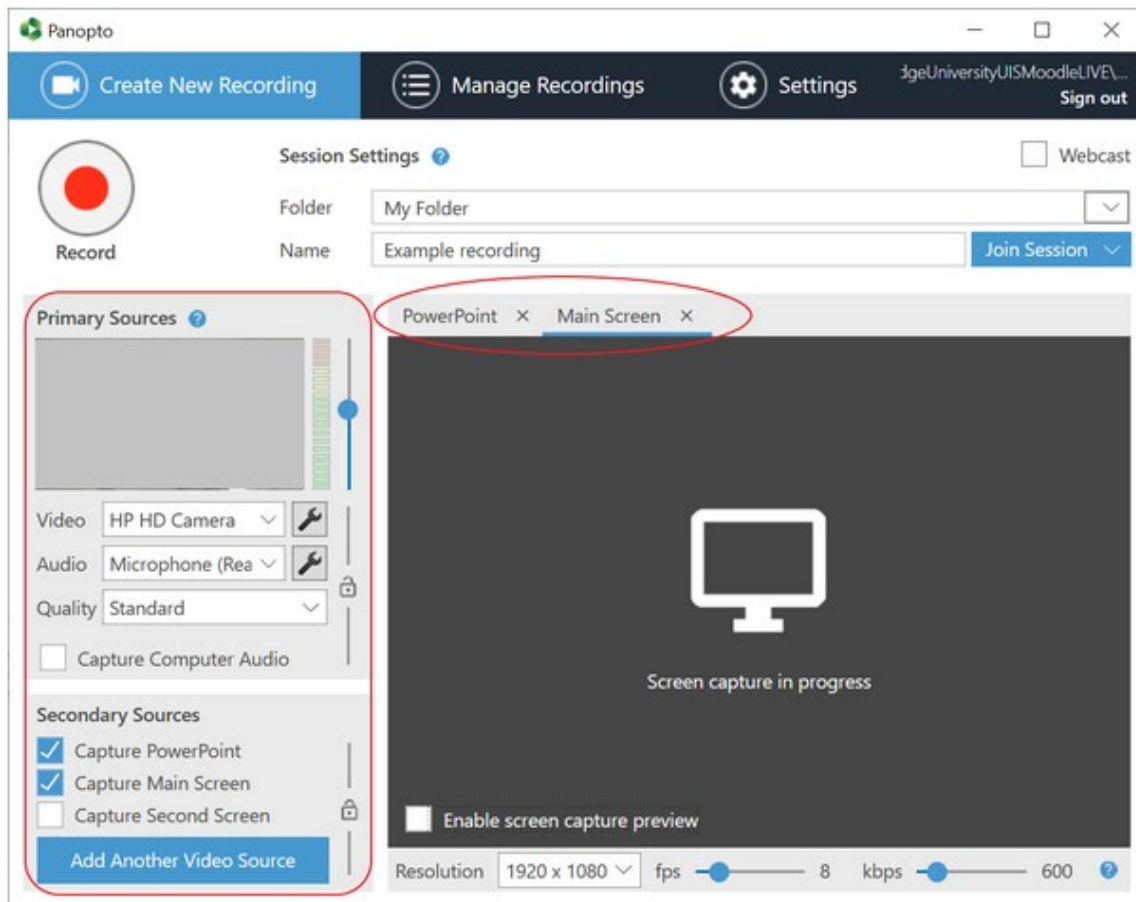 Panopto
Create New Recording
Manage Recordings
Settings
dgeUniversityUISMoodleLIVE\...
Sign out
Record
Session Settings ?
Webcast
Folder
My Folder
Name
Example recording
Join Session
Primary Sources ?
Video
HP HD Camera
Audio
Microphone (Rea
Quality
Standard
Capture Computer Audio
Secondary Sources
Capture PowerPoint
Capture Main Screen
Capture Second Screen
Add Another Video Source
PowerPoint × Main Screen ×
Screen capture in progress
Enable screen capture preview
Resolution 1920 x 1080 fps 8 kbps 600 ?